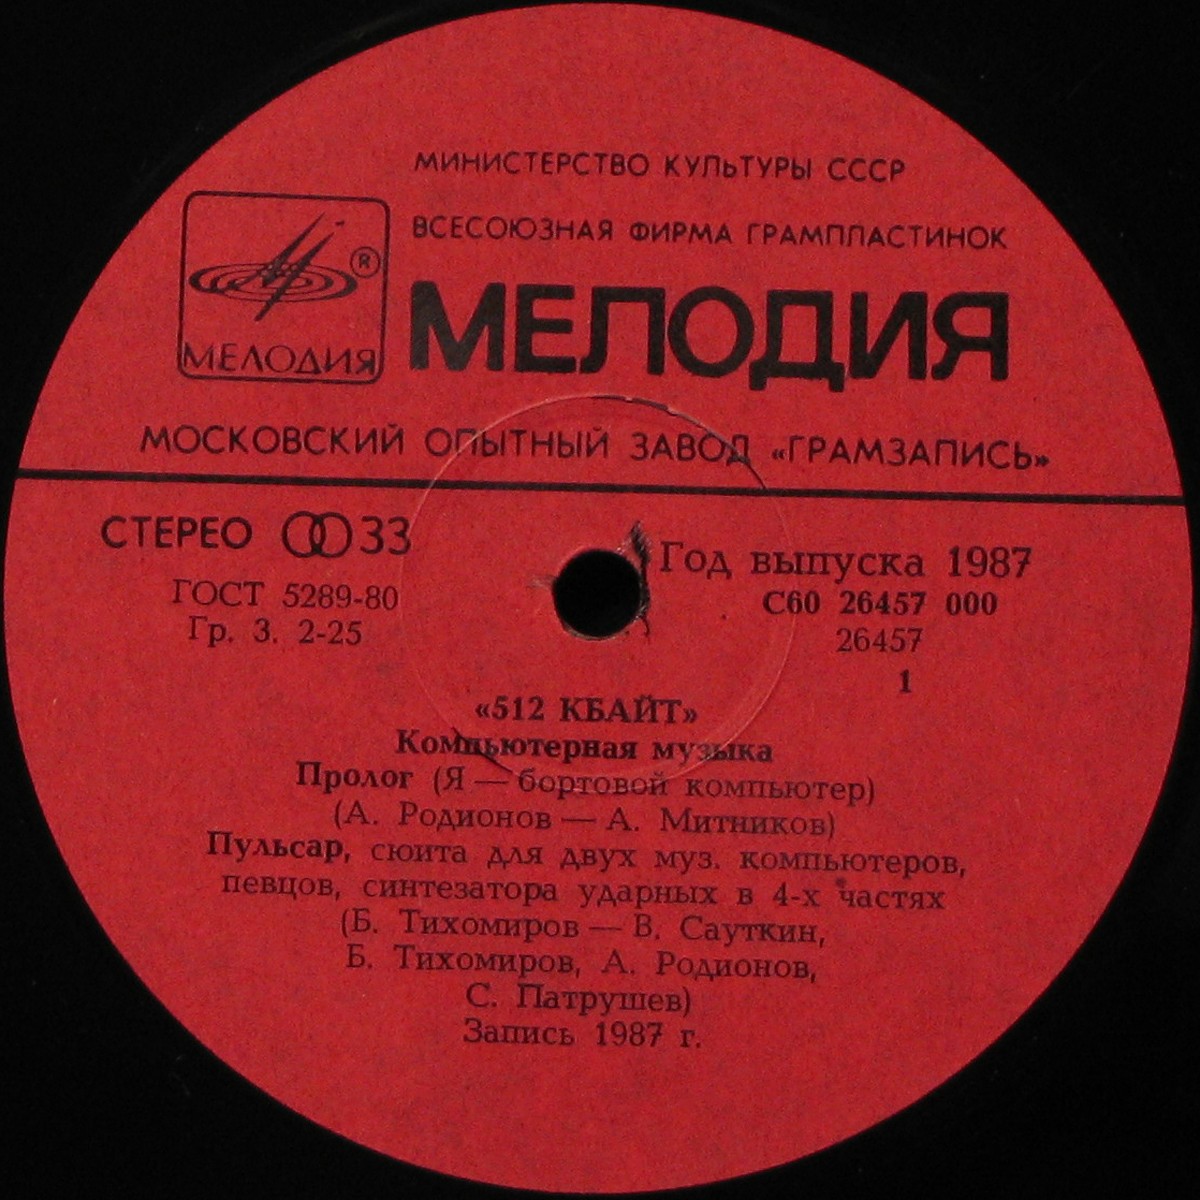 МИНИСТЕРСТВО КУЛЬТУРЫ СССР
ВСЕСОЮЗНАЯ ФИРМА ГРАМПЛАСТИНОК
МЕЛОДИЯ
®
МЕЛОДИЯ
МОСКОВСКИЙ ОПЫТНЫЙ ЗАВОД «ГРАМЗАПИСЬ»
СТЕРЕО 33
ГОСТ 5289-80
Гр. 3. 2-25
Год выпуска 1987
С60 26457 000
26457
1
«512 КБАЙТ»
Компьютерная музыка
Пролог (Я — бортовой компьютер)
(А. Родионов — А. Митников)
Пульсар, сюита для двух муз. компьютеров,
певцов, синтезатора ударных в 4-х частях
(Б. Тихомиров — В. Сауткин,
Б. Тихомиров, А. Родионов,
С. Патрушев)
Запись 1987 г.